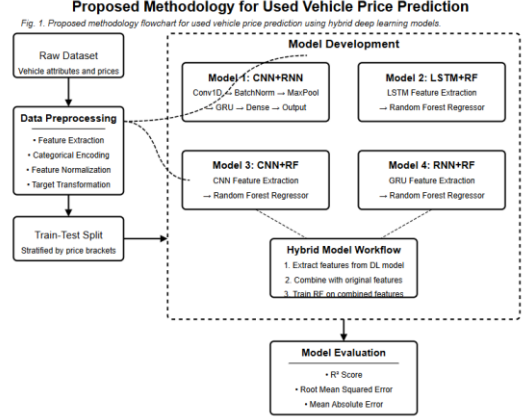 Proposed Methodology for Used Vehicle Price Prediction
Fig. 1. Proposed methodology flowchart for used vehicle price prediction using hybrid deep learning models.
Raw Dataset
Vehicle attributes and prices
Data Preprocessing
• Feature Extraction
• Categorical Encoding
• Feature Normalization
• Target Transformation
Train-Test Split
Stratified by price brackets
Model Development
Model 1: CNN+RNN
Conv1D → BatchNorm → MaxPool
→ GRU → Dense → Output
Model 2: LSTM+RF
LSTM Feature Extraction
→ Random Forest Regressor
Model 3: CNN+RF
CNN Feature Extraction
→ Random Forest Regressor
Model 4: RNN+RF
GRU Feature Extraction
→ Random Forest Regressor
Hybrid Model Workflow
1. Extract features from DL model
2. Combine with original features
3. Train RF on combined features
Model Evaluation
• R² Score
• Root Mean Squared Error
• Mean Absolute Error